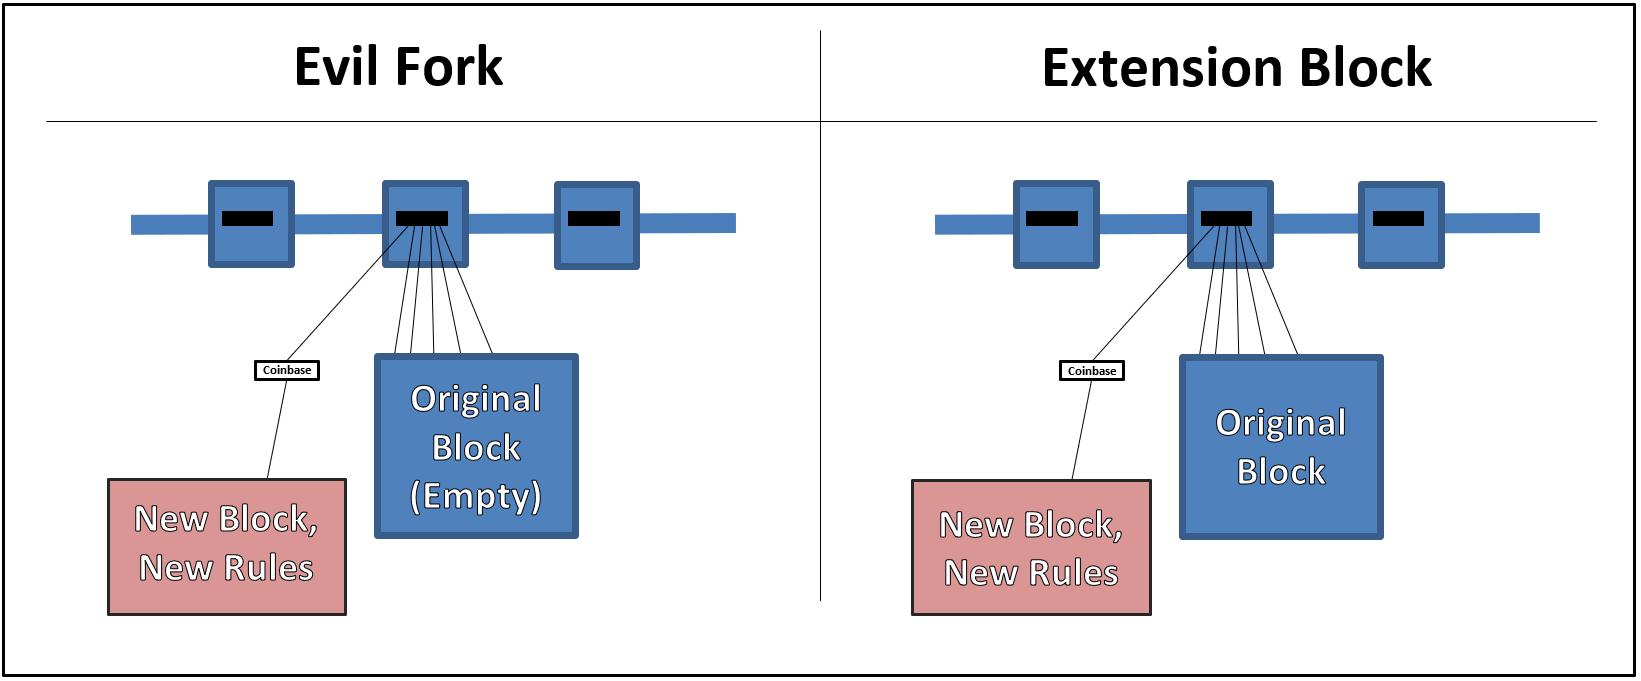 Evil Fork
Extension Block
Coinbase
Original
Block
(Empty)
New Block,
New Rules
Coinbase
Original
Block
New Block,
New Rules